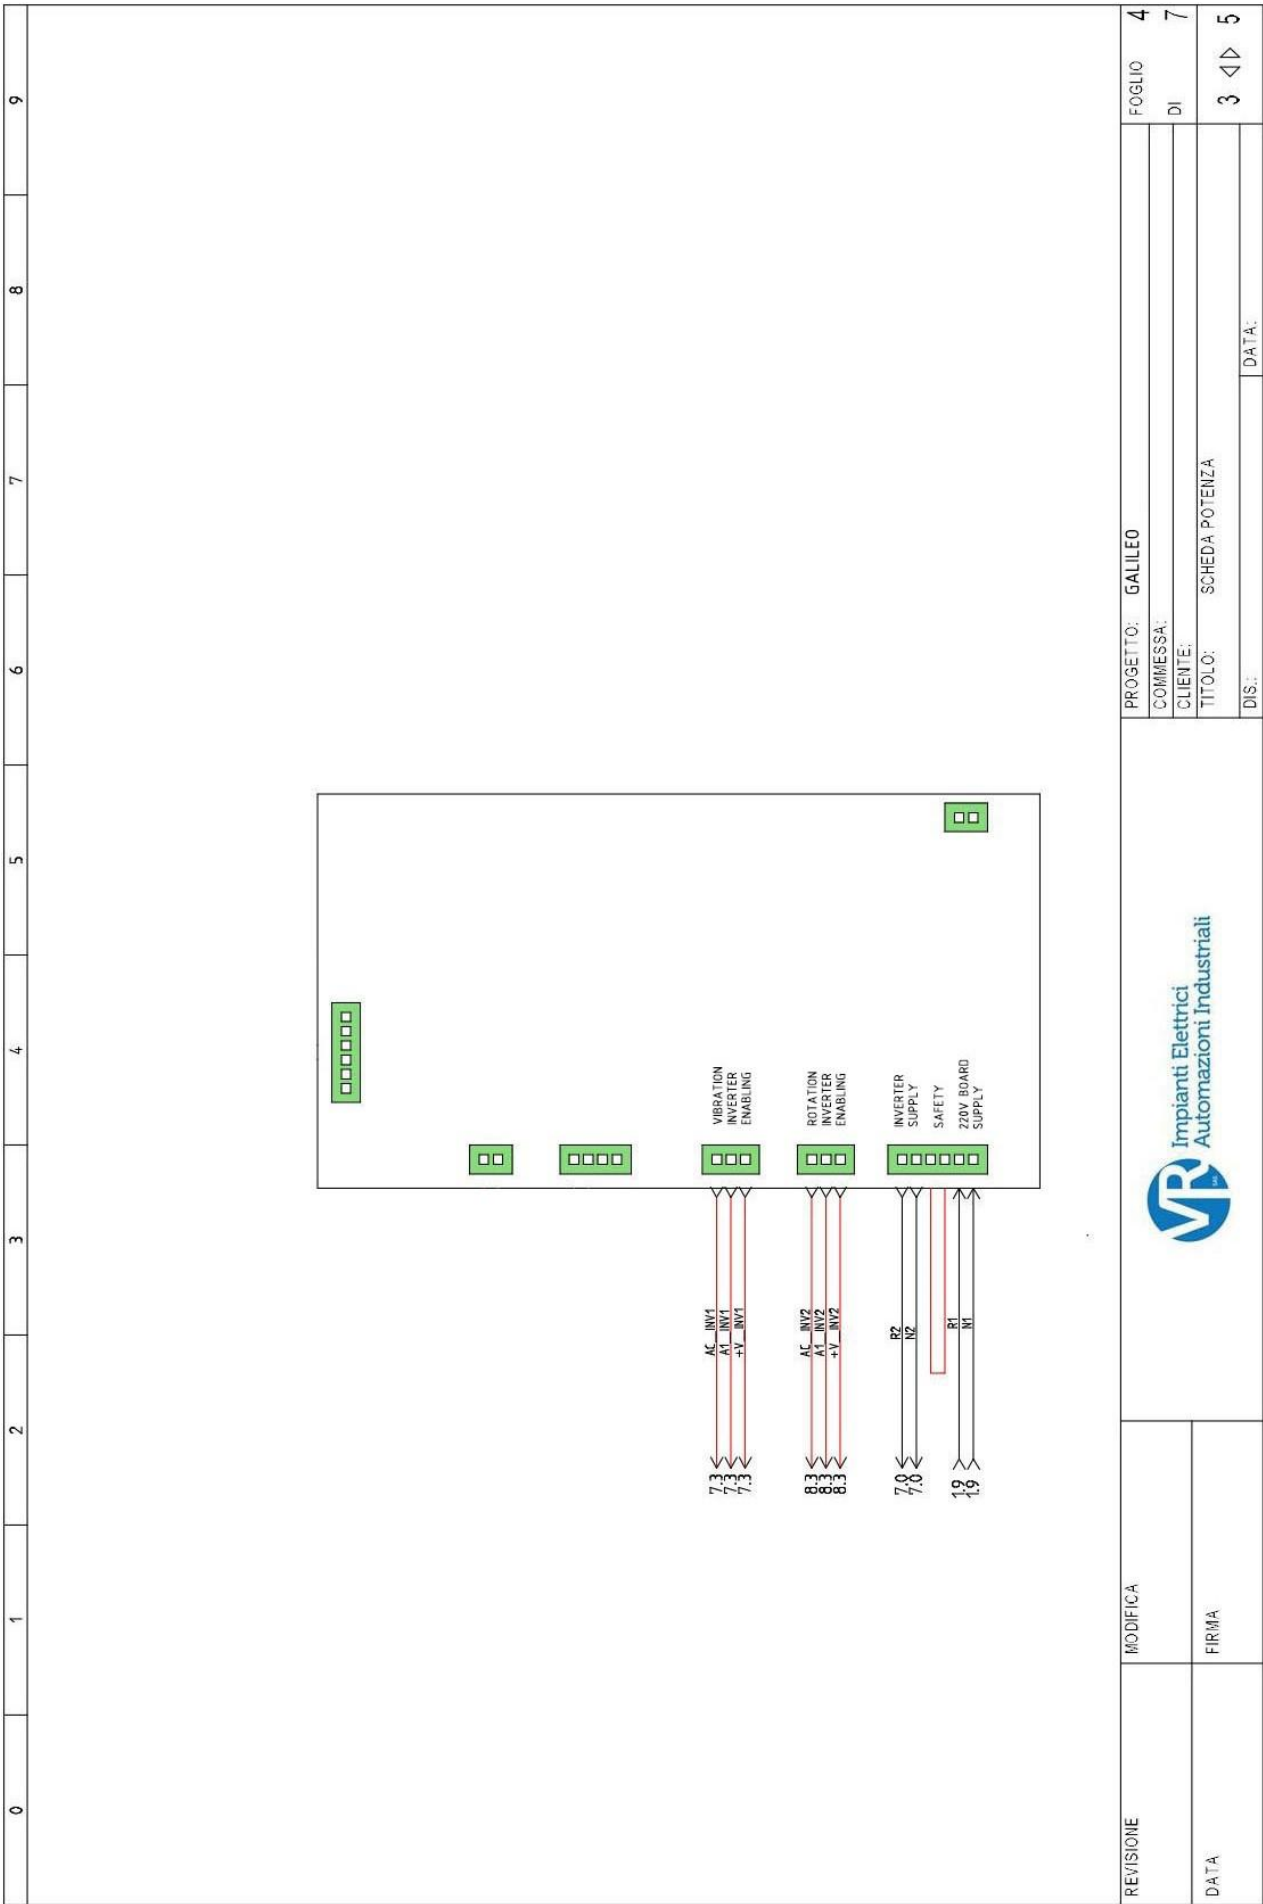 0 1 2 3 4 5 6 7 8 9
7.3 AC_INV1
7.3 A1_INV1
7.3 +V_INV1
VIBRATION
INVERTER
ENABLING
8.3 AC_INV2
8.3 A1_INV2
8.3 +V_INV2
ROTATION
INVERTER
ENABLING
7.0 R2
7.0 N2
INVERTER
SUPPLY
SAFETY
1.9 R1
1.9 N1
220V BOARD
SUPPLY
REVISIONE
MODIFICA
DATA
FIRMA
VR
SAS
Impianti Elettrici
Automazioni Industriali
PROGETTO: GALILEO
COMMESSA:
CLIENTE:
TITOLO: SCHEDA POTENZA
DIS.:
DATA:
FOGLIO 4
DI 7
3 5